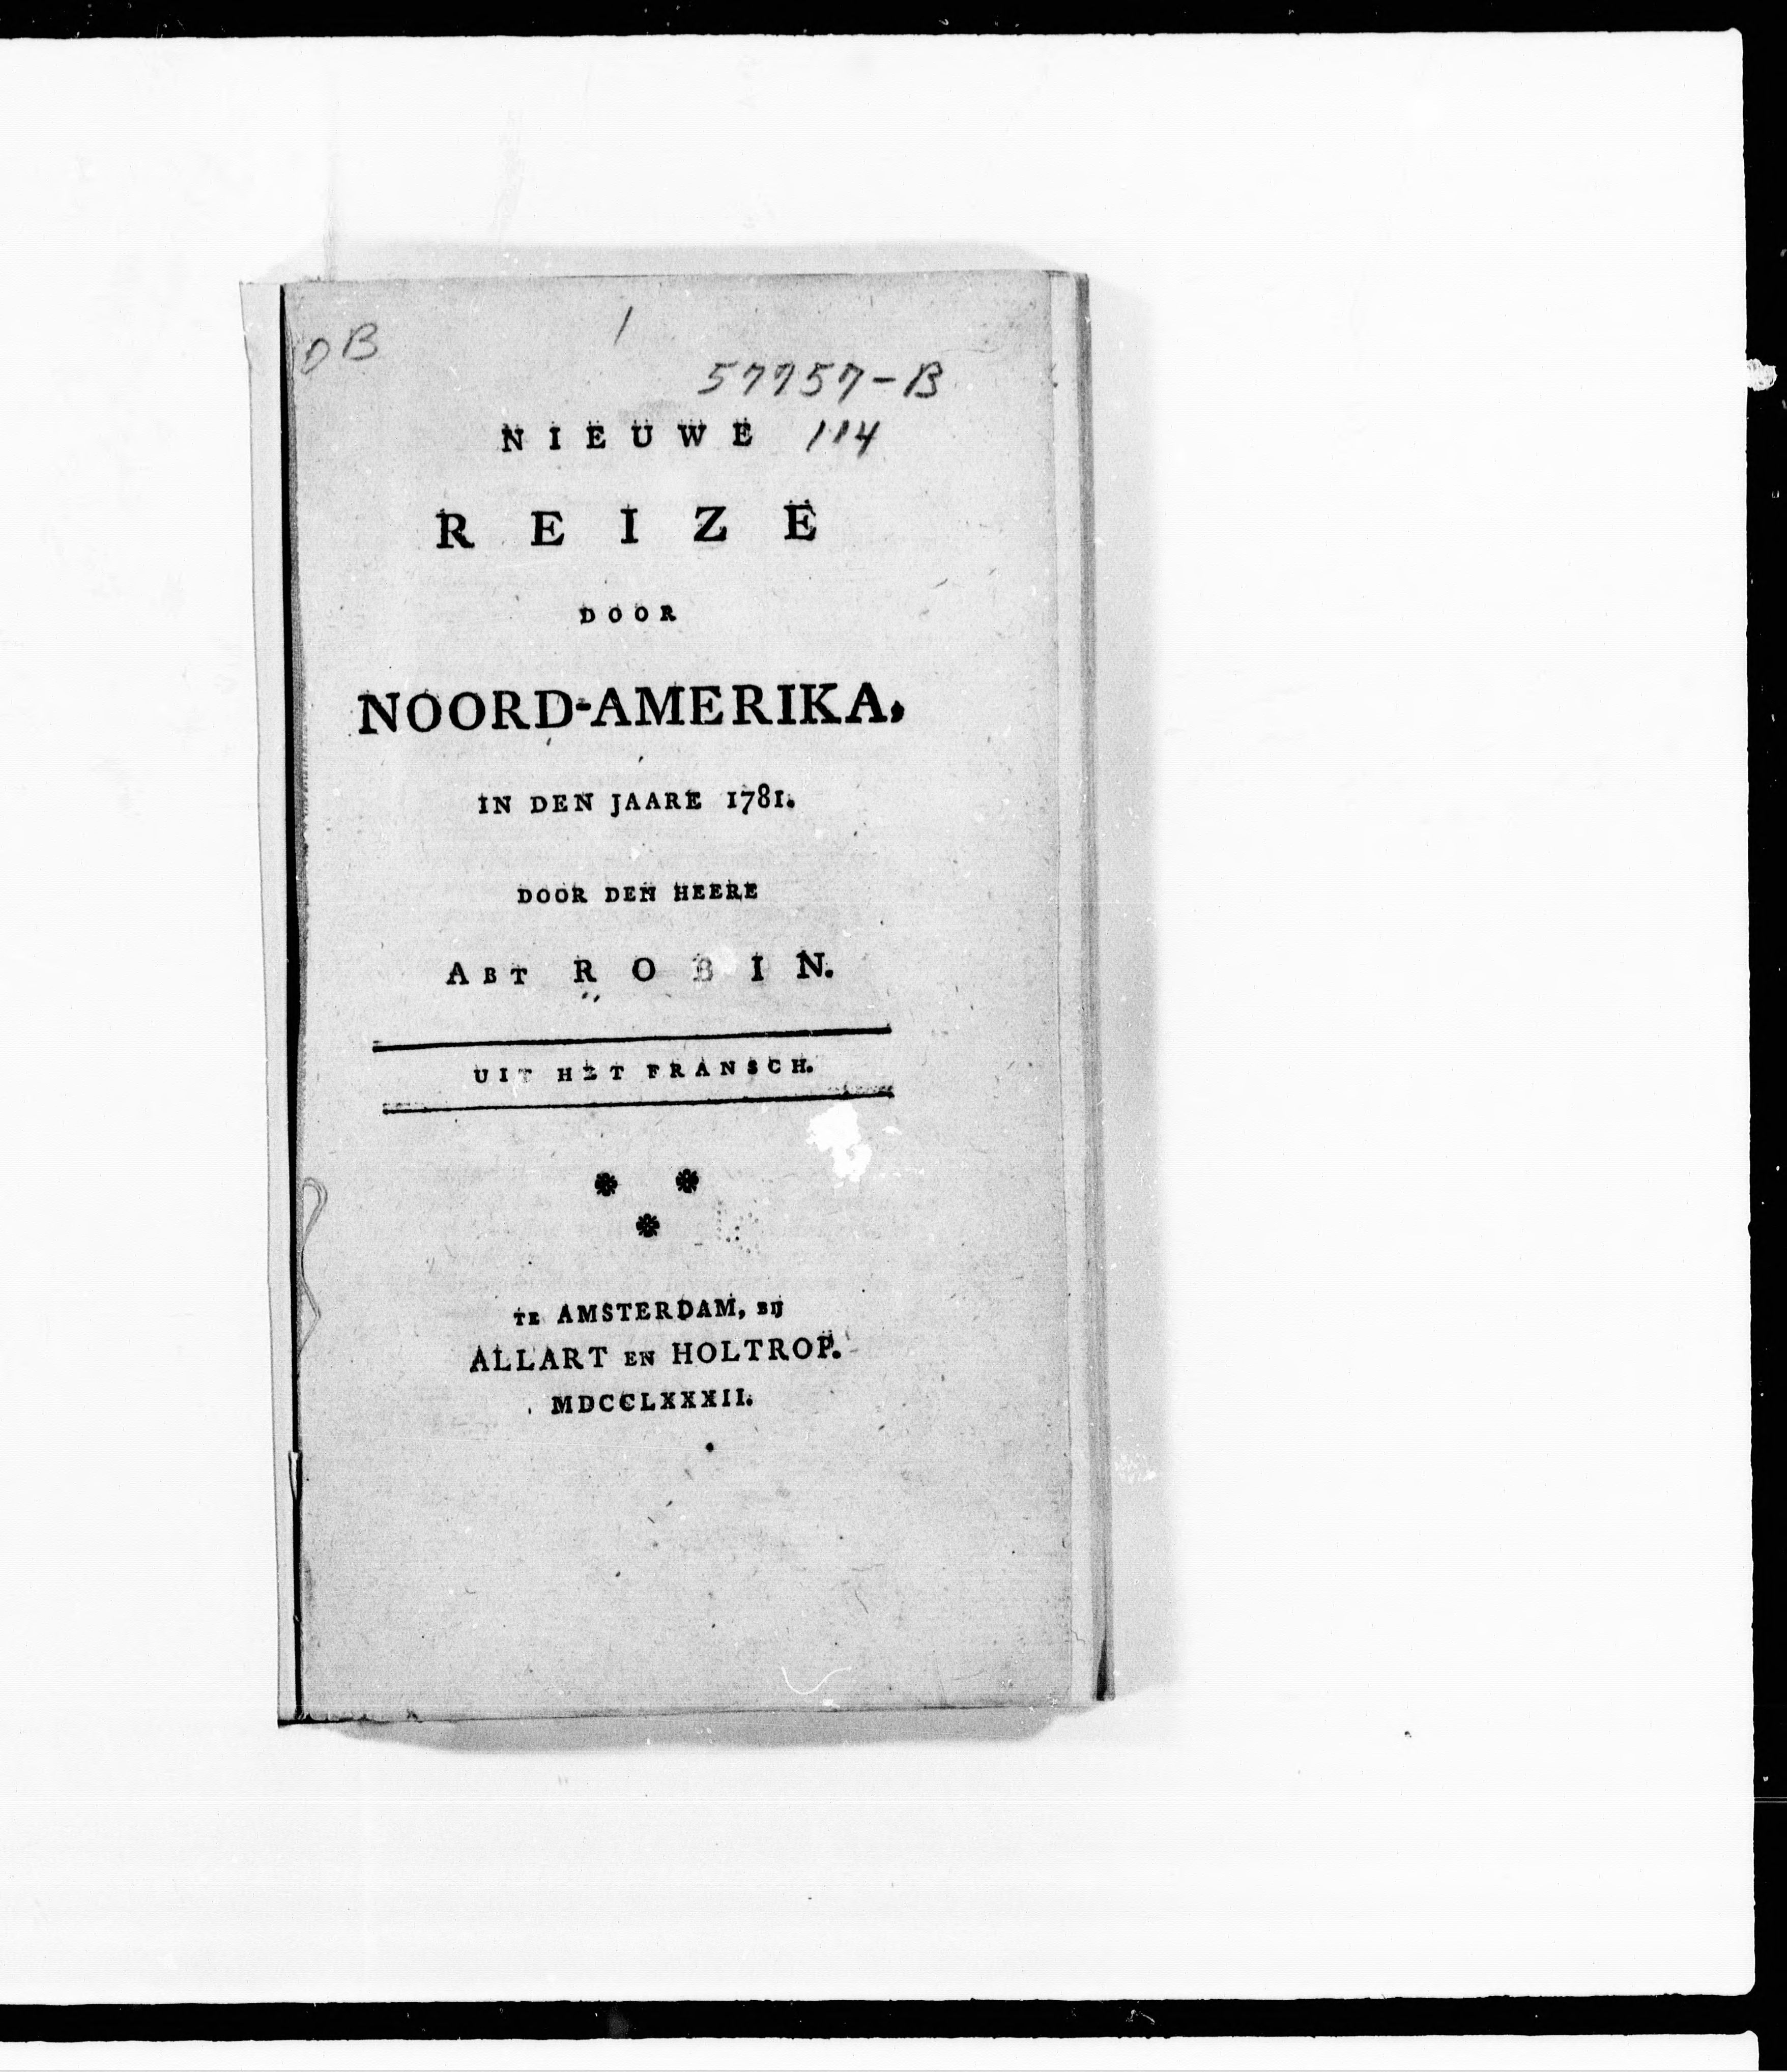 DB
1
57757-B
NIEUWE 114
REIZE
DOOR
NOORD-AMERIKA,
IN DEN JAARE 1781.
DOOR DEN HEERE
ABT ROBIN.
UIT HET FRANSCH.
TE AMSTERDAM, BIJ
ALLART EN HOLTROP.
MDCCLXXXII.